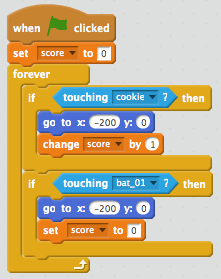 when clicked
set score to 0
forever
if touching cookie ? then
go to x: -200 y: 0
change score by 1
if touching bat_01 ? then
go to x: -200 y: 0
set score to 0